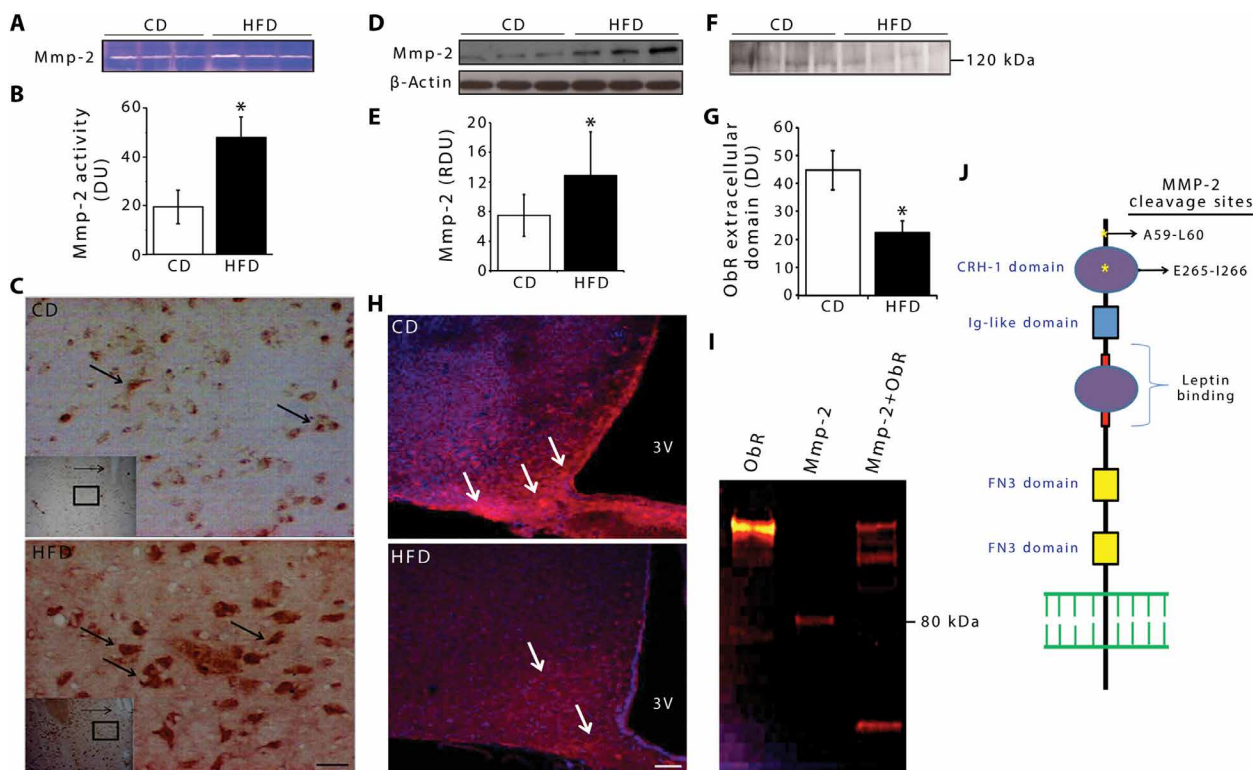 A
CD
HFD
Mmp-2
B
Mmp-2 activity
(DU)
60
40
20
0
*
CD
HFD
C
CD
HFD
D
CD
HFD
Mmp-2
β-Actin
E
Mmp-2 (RDU)
20
16
12
8
4
0
*
CD
HFD
F
CD
HFD
120 kDa
G
ObR extracellular
domain (DU)
60
50
40
30
20
10
0
*
CD
HFD
H
CD
3V
HFD
3V
I
ObR
Mmp-2
Mmp-2+ObR
80 kDa
J
MMP-2
cleavage sites
*
A59-L60
CRH-1 domain
*
E265-I266
Ig-like domain
Leptin
binding
FN3 domain
FN3 domain